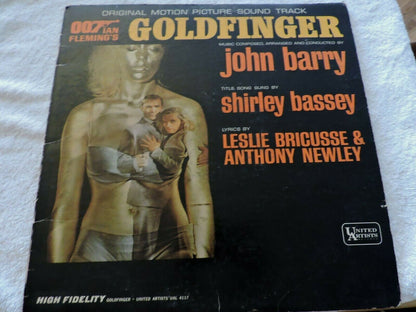 ORIGINAL MOTION PICTURE SOUND TRACK
007 IAN
FLEMING'S
GOLDFINGER
MUSIC COMPOSED, ARRANGED AND CONDUCTED BY
john barry
TITLE SONG SUNG BY
shirley bassey
LYRICS BY
LESLIE BRICUSSE &
ANTHONY NEWLEY
UNITED
ARTISTS
HIGH FIDELITY GOLDFINGER - UNITED ARTISTS UAL 4117